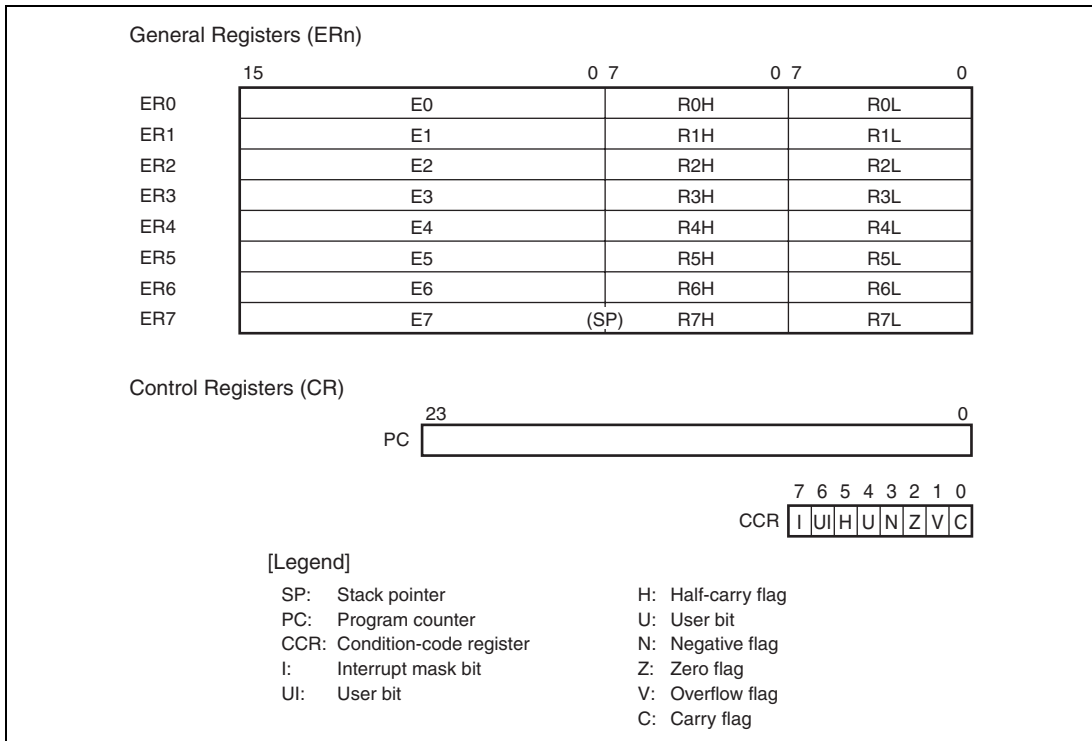 General Registers (ERn)
15 0 7 0 7 0
ER0 E0 R0H R0L
ER1 E1 R1H R1L
ER2 E2 R2H R2L
ER3 E3 R3H R3L
ER4 E4 R4H R4L
ER5 E5 R5H R5L
ER6 E6 R6H R6L
ER7 E7 (SP) R7H R7L
Control Registers (CR)
23 0
PC
7 6 5 4 3 2 1 0
CCR I UI H U N Z V C
[Legend]
SP: Stack pointer
PC: Program counter
CCR: Condition-code register
I: Interrupt mask bit
UI: User bit
H: Half-carry flag
U: User bit
N: Negative flag
Z: Zero flag
V: Overflow flag
C: Carry flag